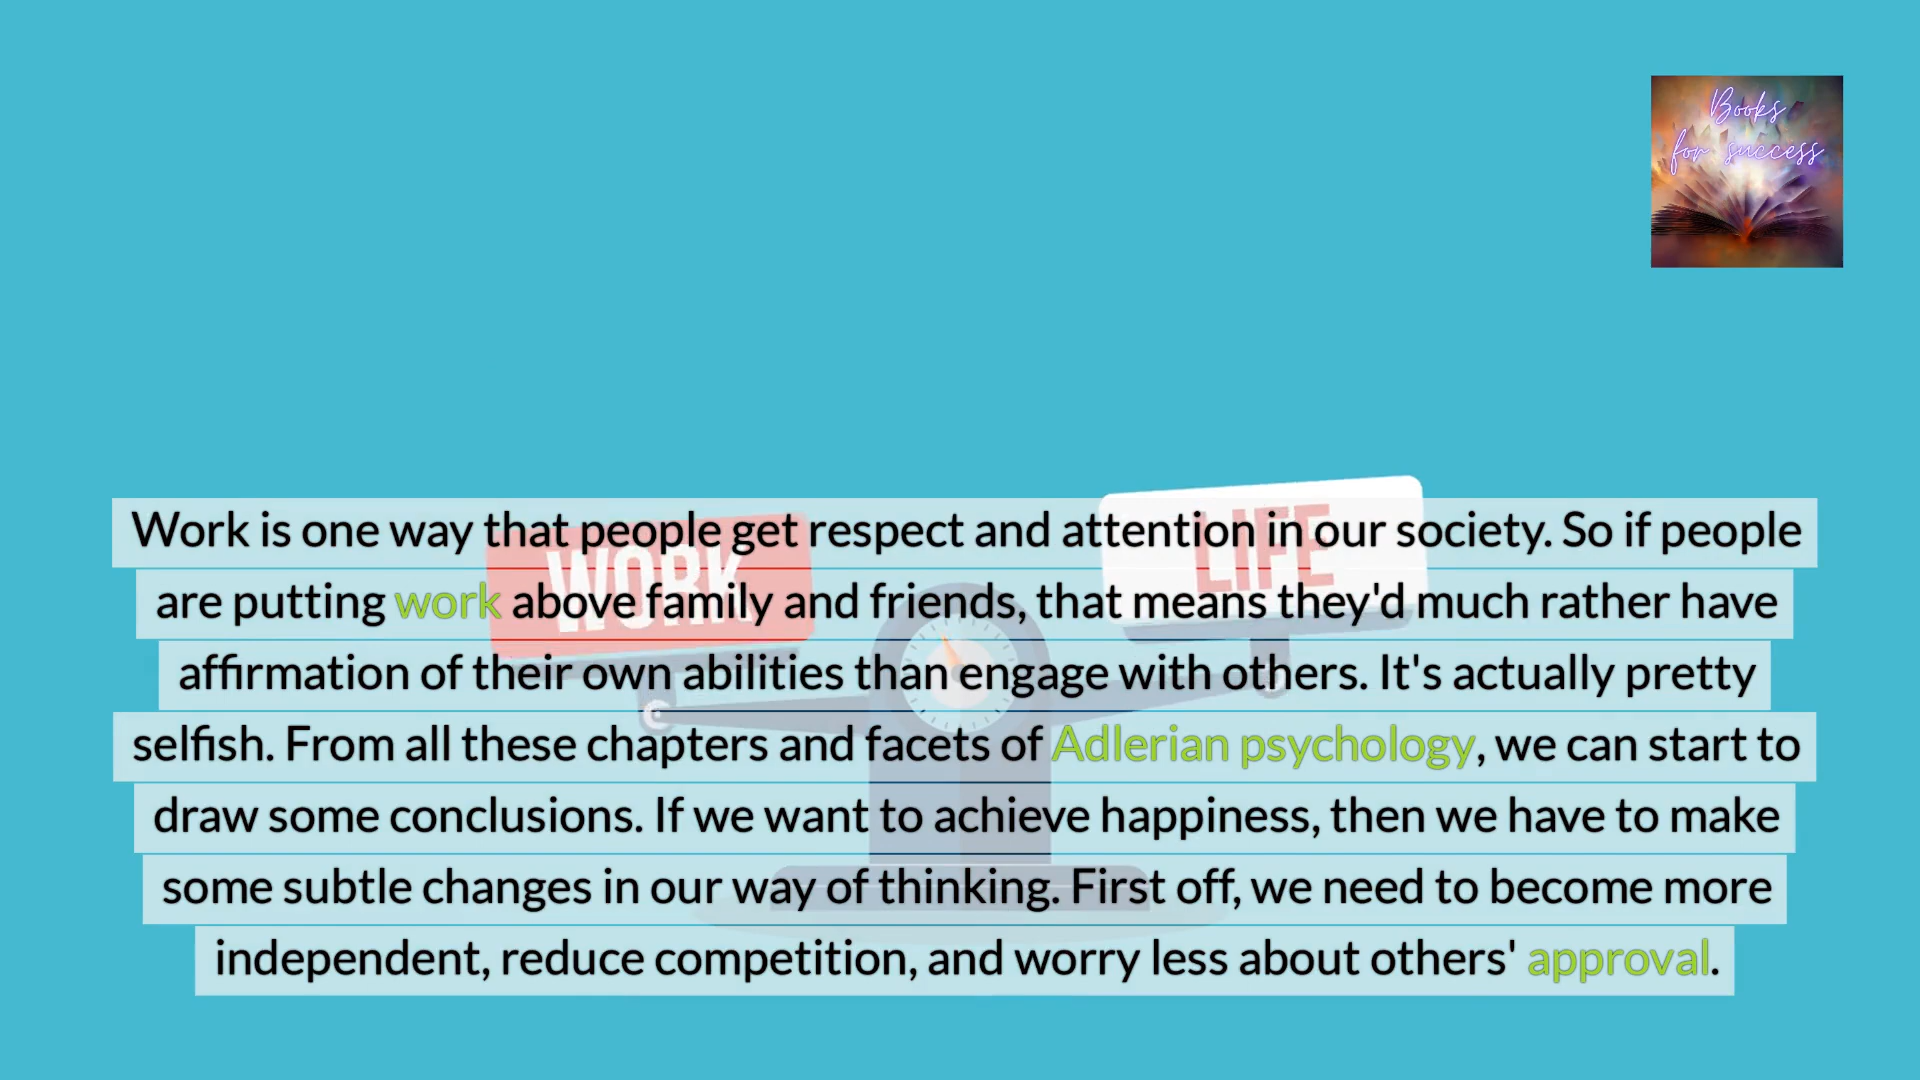 Books
for success
WORK
LIFE
Work is one way that people get respect and attention in our society. So if people
are putting work above family and friends, that means they'd much rather have
affirmation of their own abilities than engage with others. It's actually pretty
selfish. From all these chapters and facets of Adlerian psychology, we can start to
draw some conclusions. If we want to achieve happiness, then we have to make
some subtle changes in our way of thinking. First off, we need to become more
independent, reduce competition, and worry less about others' approval.